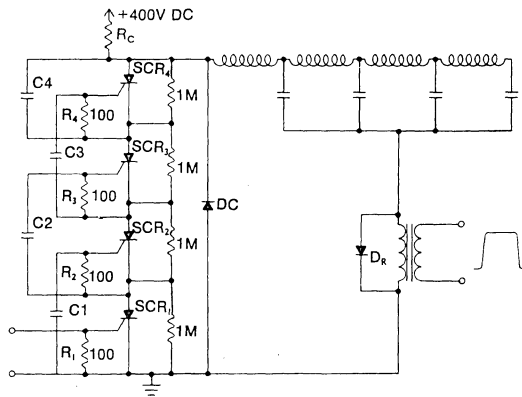 +400V DC
R_C
C4
SCR₄
R₄ 100
1M
C3
SCR₃
R₃ 100
1M
C2
DC
SCR₂
R₂ 100
1M
D_R
C1
SCR₁
R₁ 100
1M